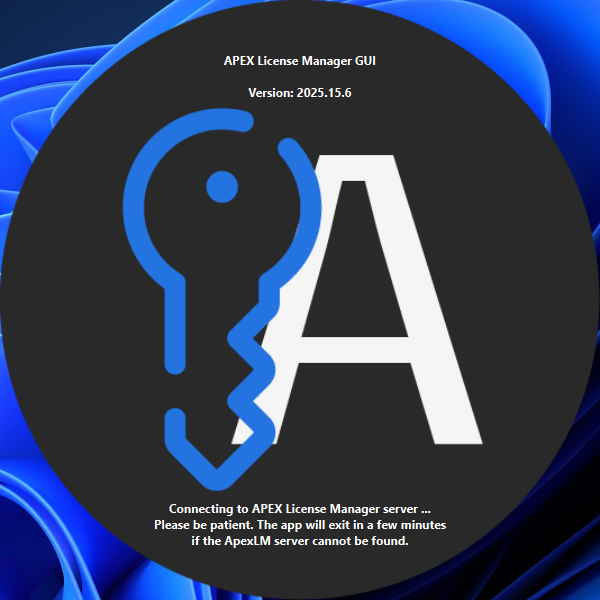 APEX License Manager GUI
Version: 2025.15.6
A
Connecting to APEX License Manager server ...
Please be patient. The app will exit in a few minutes
if the ApexLM server cannot be found.